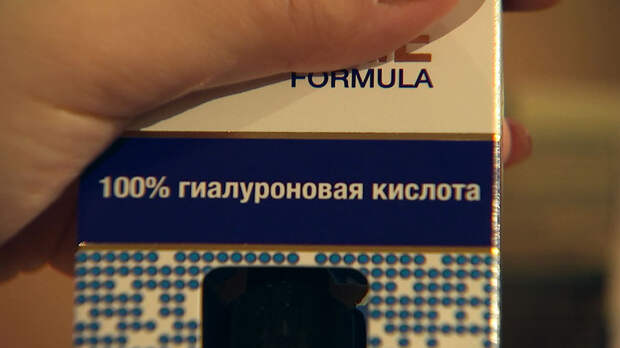 FORMULA
100% гиалуроновая кислота